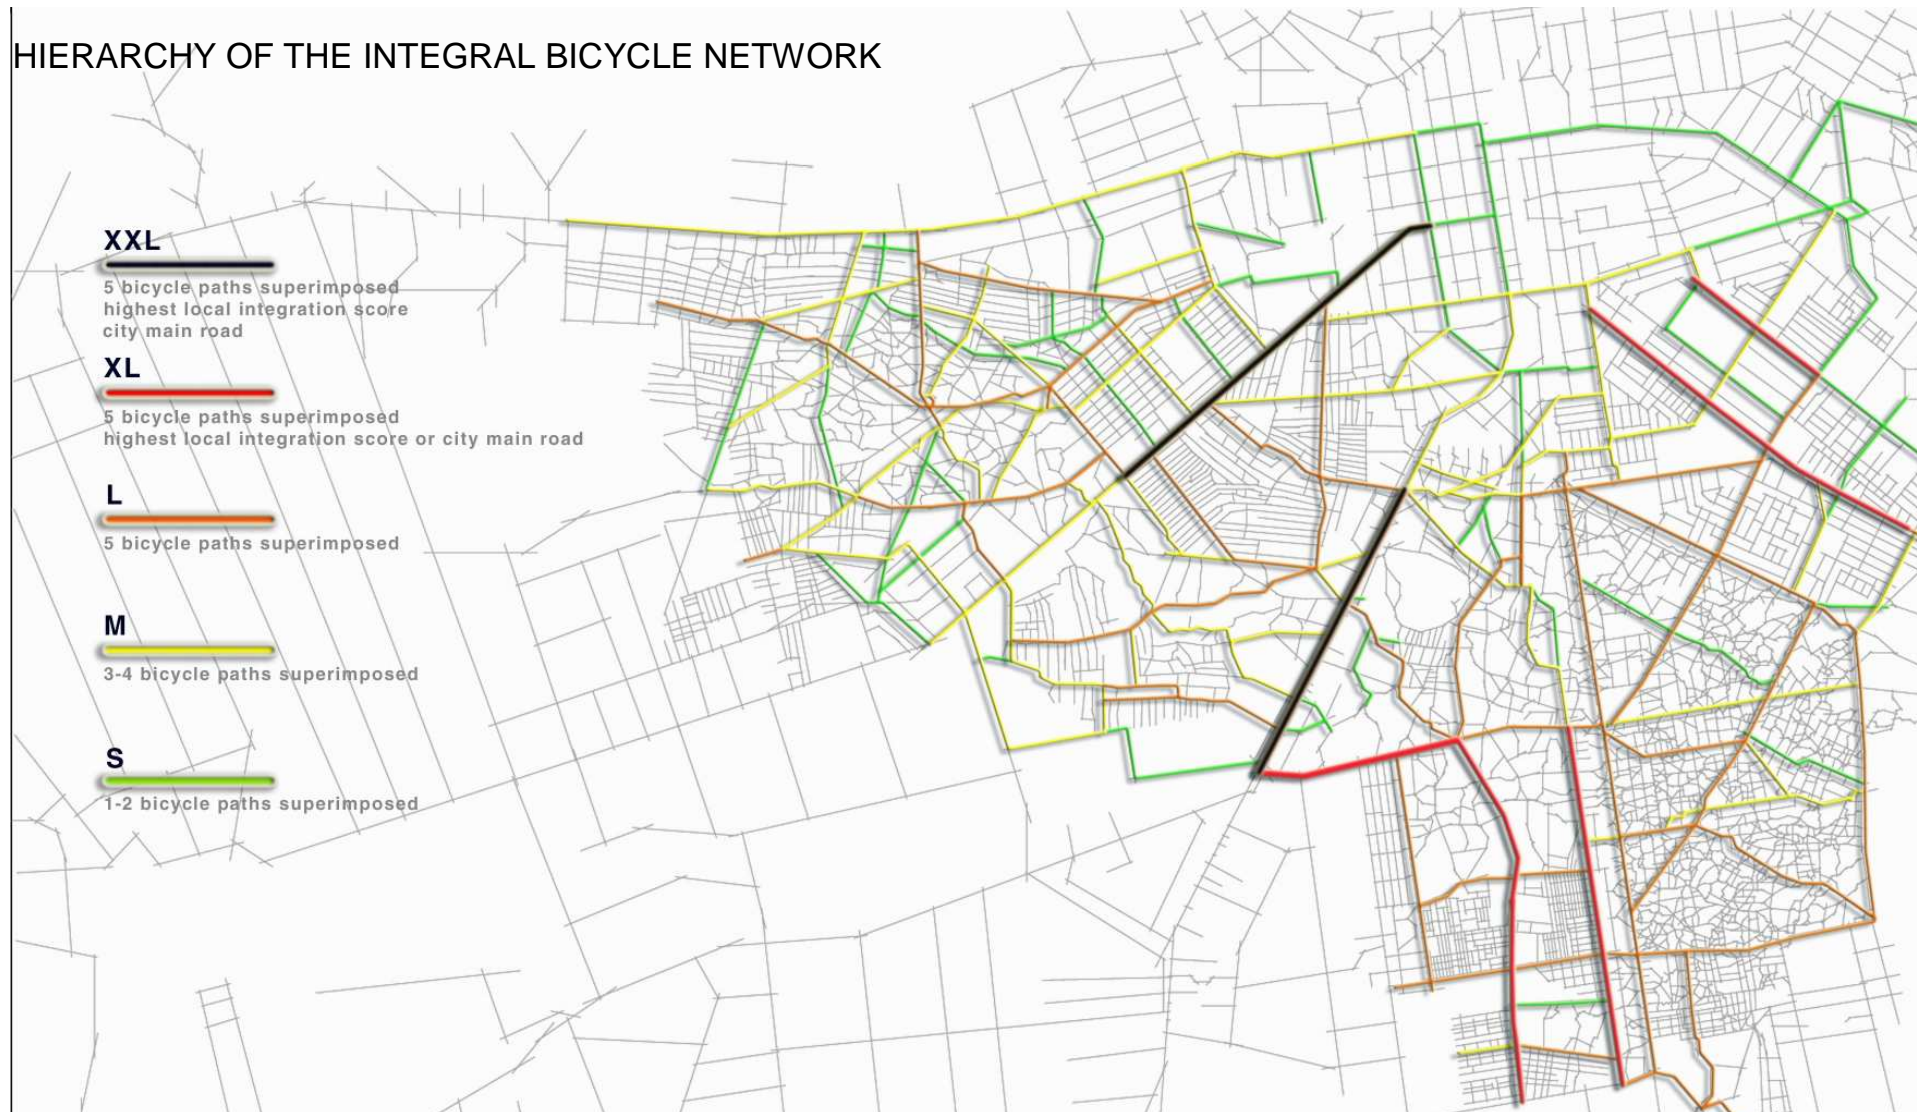 HIERARCHY OF THE INTEGRAL BICYCLE NETWORK
XXL
5 bicycle paths superimposed
highest local integration score
city main road
XL
5 bicycle paths superimposed
highest local integration score or city main road
L
5 bicycle paths superimposed
M
3-4 bicycle paths superimposed
S
1-2 bicycle paths superimposed